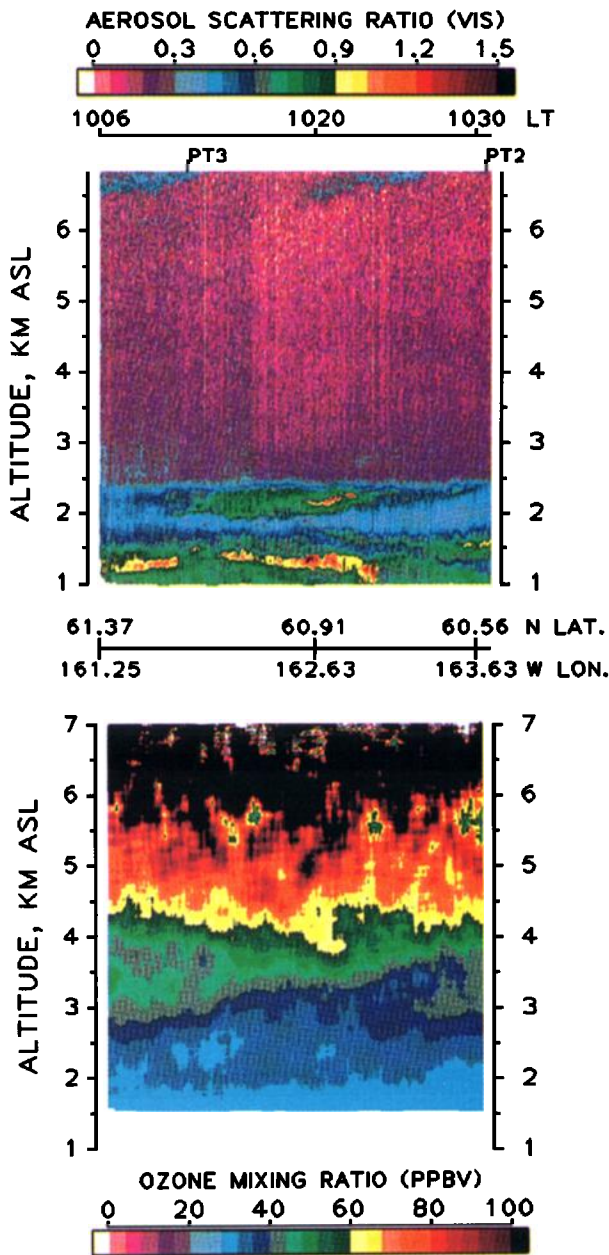 AEROSOL SCATTERING RATIO (VIS)
0 0.3 0.6 0.9 1.2 1.5
1006 1020 1030 LT
PT3 PT2
ALTITUDE, KM ASL
6 6
5 5
4 4
3 3
2 2
1 1
61.37 60.91 60.56 N LAT.
161.25 162.63 163.63 W LON.
ALTITUDE, KM ASL
7 7
6 6
5 5
4 4
3 3
2 2
1 1
OZONE MIXING RATIO (PPBV)
0 20 40 60 80 100